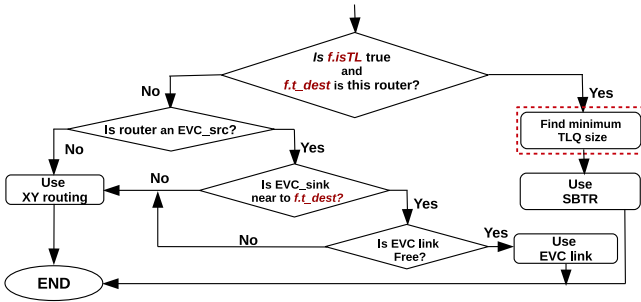 Is f.isTL true
and
f.t_dest is this router?
No
Yes
Is router an EVC_src?
Find minimum
TLQ size
No
Yes
Use
XY routing
No
Is EVC_sink
near to f.t_dest?
Use
SBTR
Yes
No
Is EVC link
Free?
Yes
Use
EVC link
END